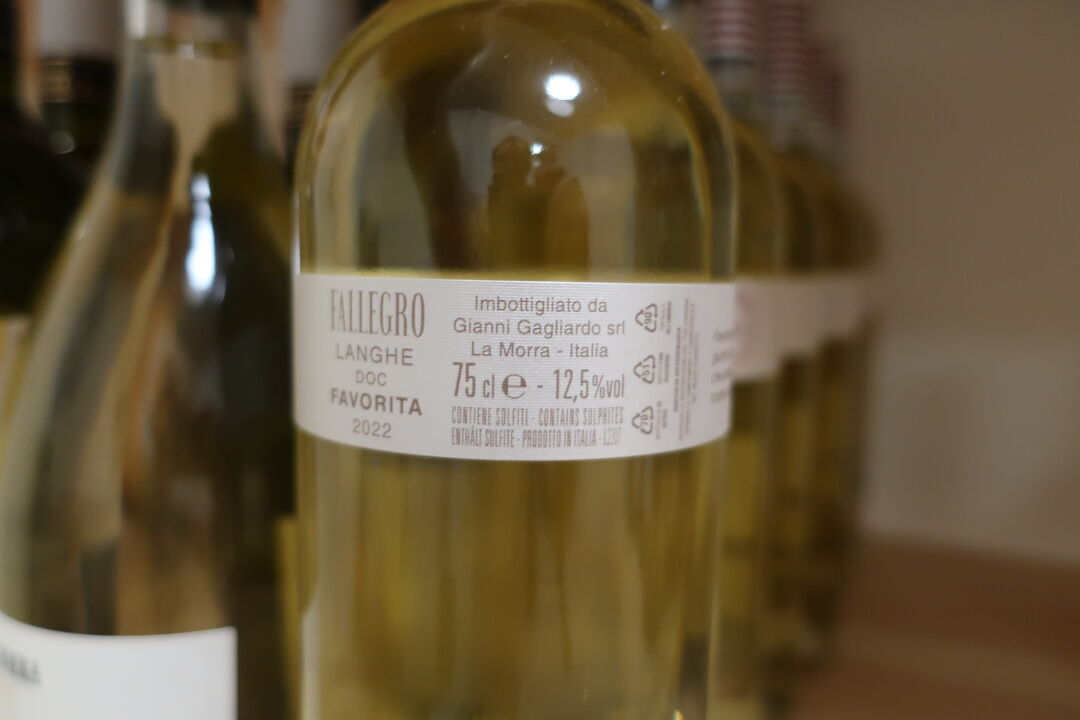 FALLEGRO
LANGHE
DOC
FAVORITA
2022
Imbottigliato da
Gianni Gagliardo srl
La Morra - Italia
75 cl e - 12,5%vol
CONTIENE SOLFITI - CONTAINS SULPHITES
ENTHÄLT SULFITE - PRODOTTO IN ITALIA - L2307